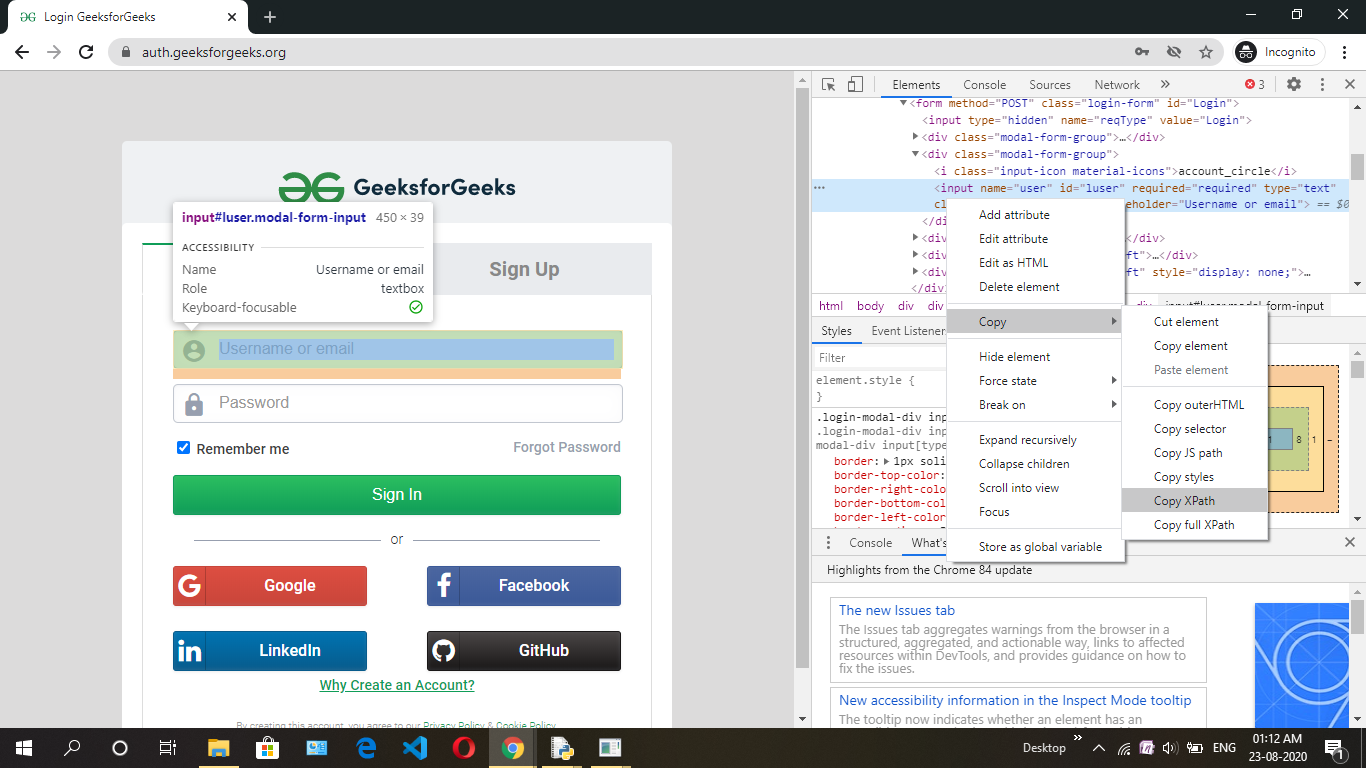 Login GeeksforGeeks
auth.geeksforgeeks.org
Incognito
GeeksforGeeks
input#luser.modal-form-input 450 × 39
ACCESSIBILITY
Name Username or email
Role textbox
Keyboard-focusable
Sign Up
Username or email
Password
Remember me
Forgot Password
Sign In
or
Google
Facebook
LinkedIn
GitHub
Why Create an Account?
By creating this account, you agree to our Privacy Policy & Cookie Policy.
Elements Console Sources Network » 3
▼<form method="POST" class="login-form" id="Login">
<input type="hidden" name="reqType" value="Login">
▶<div class="modal-form-group">…</div>
▼<div class="modal-form-group">
<i class="input-icon material-icons">account_circle</i>
… <input name="user" id="luser" required="required" type="text"
cl eholder="Username or email"> == $0
</di
▶<div </div>
▶<div ft">…</div>
▶<div ft" style="display: none;">…
</div>
html body div div div input#luser.modal-form-input
Styles Event Listener
Filter
element.style {
}
.login-modal-div inp
.login-modal-div inp
modal-div input[type
border: ▶ 1px soli
border-top-color:
border-right-colo
border-bottom-col
border-left-color
1 8 1 –
Add attribute
Edit attribute
Edit as HTML
Delete element
Copy
Hide element
Force state
Break on
Expand recursively
Collapse children
Scroll into view
Focus
Store as global variable
Cut element
Copy element
Paste element
Copy outerHTML
Copy selector
Copy JS path
Copy styles
Copy XPath
Copy full XPath
Console What's
Highlights from the Chrome 84 update
The new Issues tab
The Issues tab aggregates warnings from the browser in a
structured, aggregated, and actionable way, links to affected
resources within DevTools, and provides guidance on how to
fix the issues.
New accessibility information in the Inspect Mode tooltip
The tooltip now indicates whether an element has an
Desktop » ENG 01:12 AM
23-08-2020
1